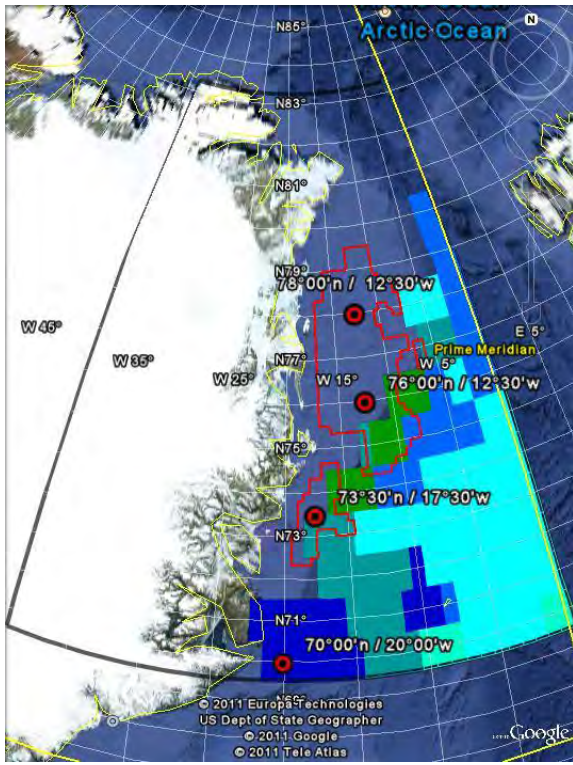 N
N85°
Arctic Ocean
N83°
N81°
N79°
78°00'n / 12°30'w
W 45°
E 5°
W 35°
Prime Meridian
N77°
W 5°
W 25°
W 15°
76°00'n / 12°30'w
N75°
73°30'n / 17°30'w
N73°
N71°
70°00'n / 20°00'w
© 2011 Europa Technologies
US Dept of State Geographer
© 2011 Google
© 2011 Tele Atlas
Google